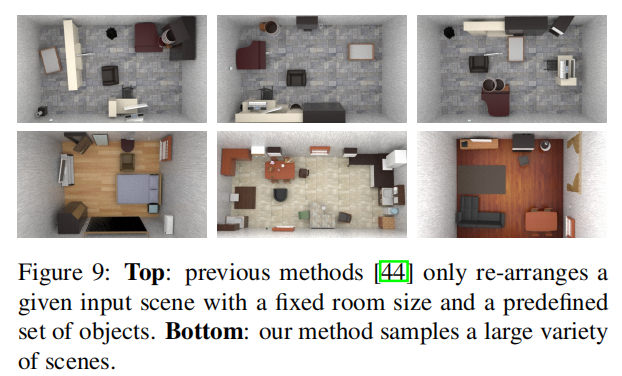 Figure 9: Top: previous methods [44] only re-arranges a
given input scene with a fixed room size and a predefined
set of objects. Bottom: our method samples a large variety
of scenes.